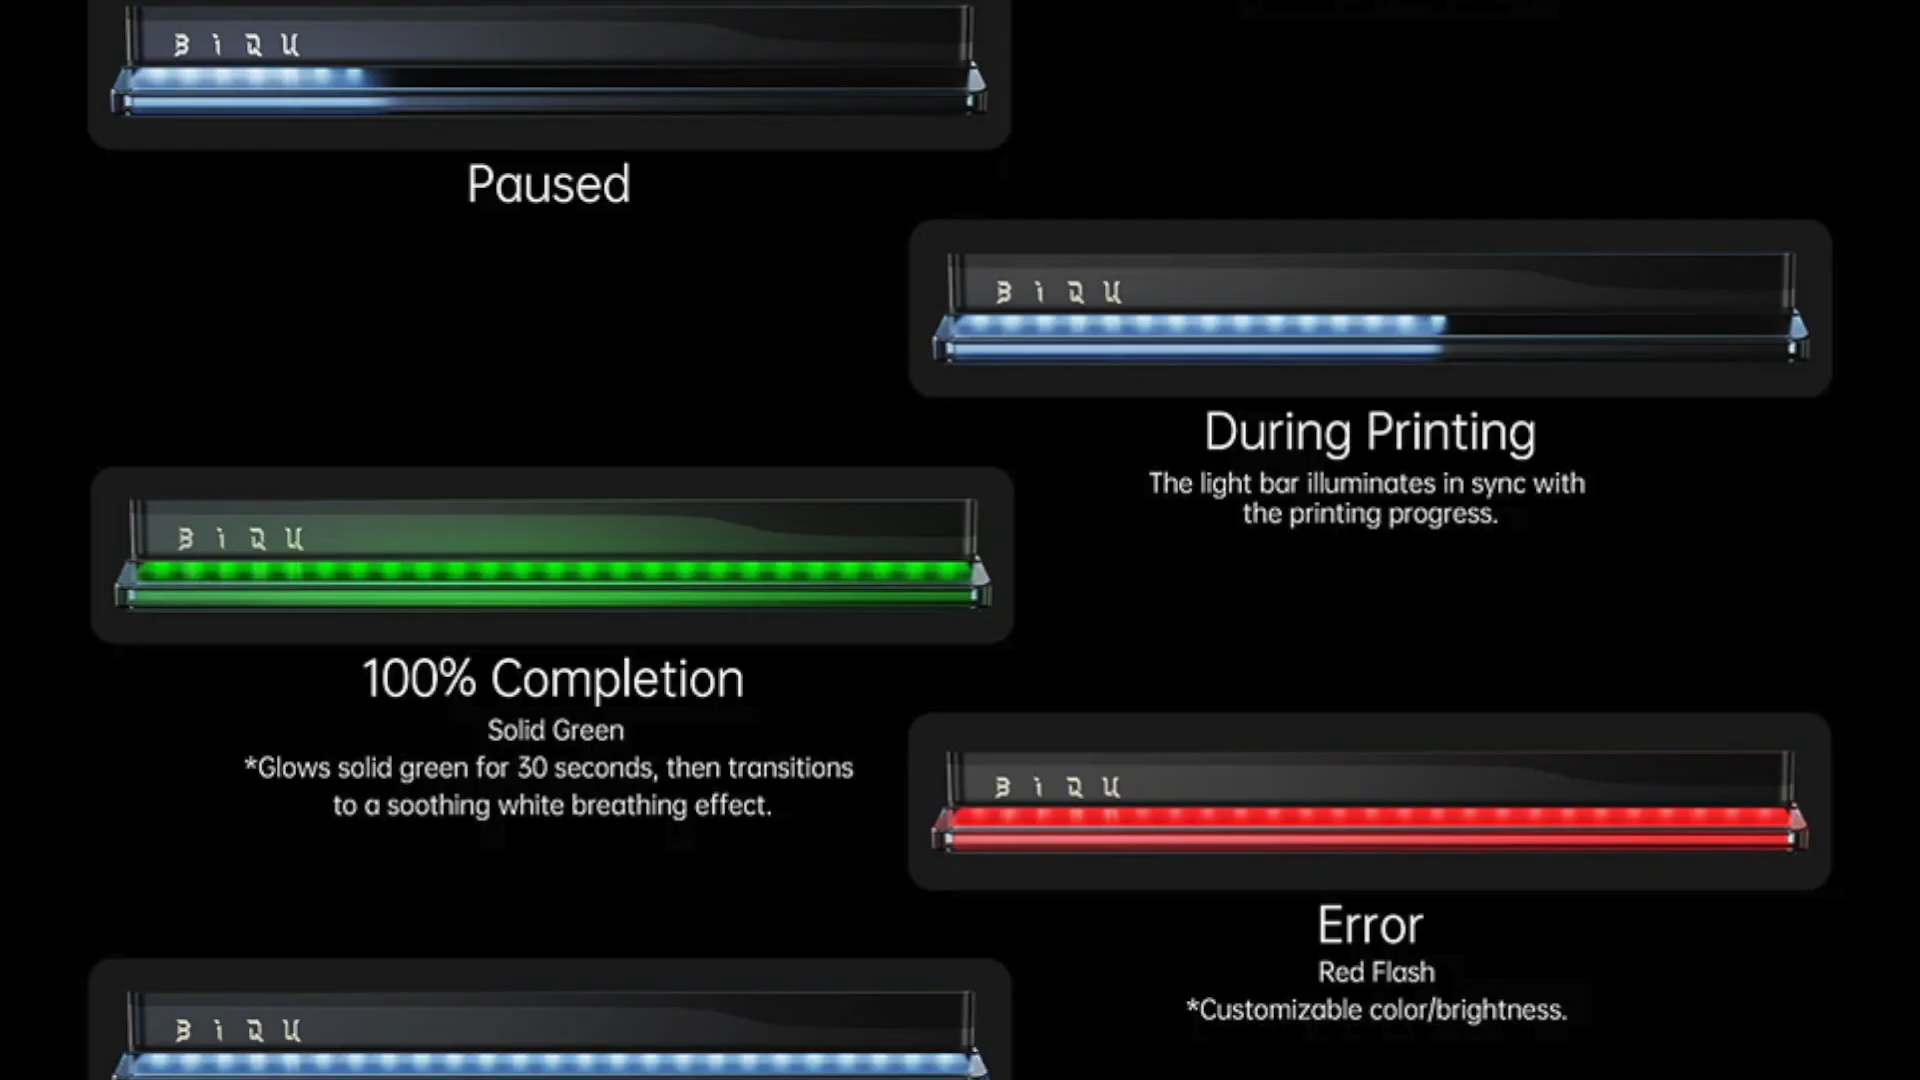 BiQU
Paused
BiQU
During Printing
The light bar illuminates in sync with
the printing progress.
BiQU
100% Completion
Solid Green
*Glows solid green for 30 seconds, then transitions
to a soothing white breathing effect.
BiQU
Error
Red Flash
*Customizable color/brightness.
BiQU